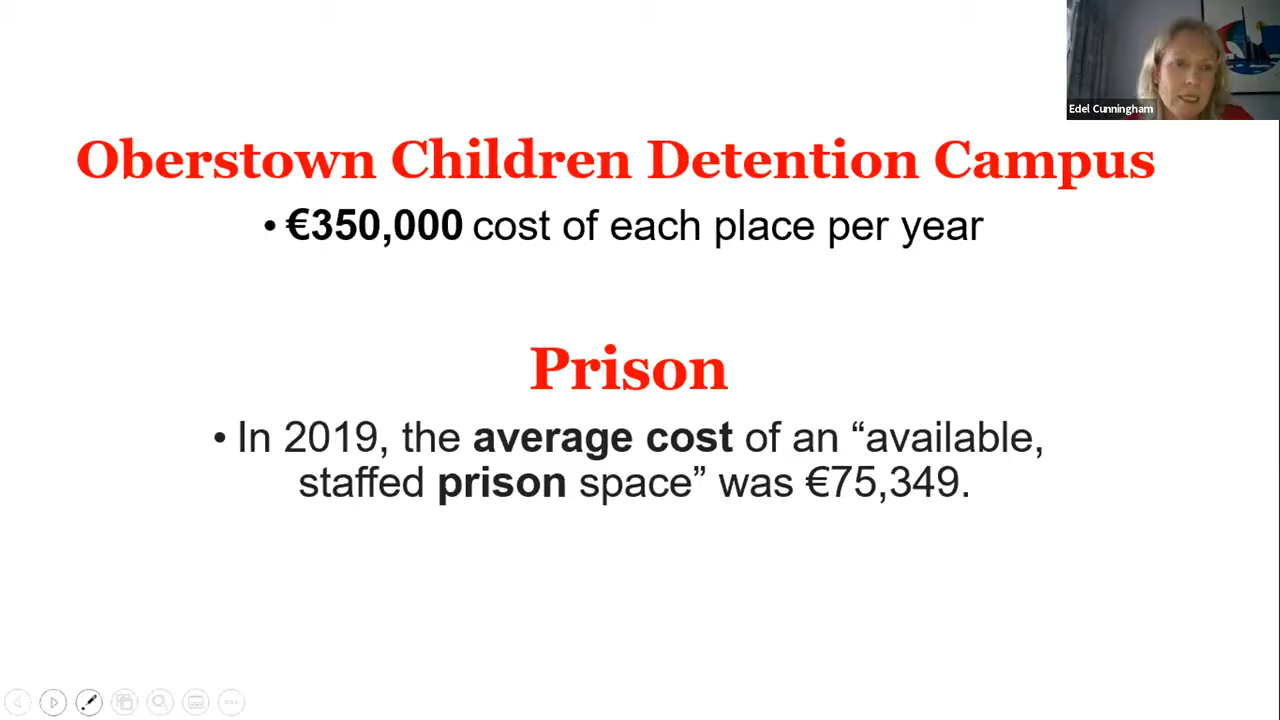 Edel Cunningham
Oberstown Children Detention Campus
• €350,000 cost of each place per year
Prison
• In 2019, the average cost of an “available,
staffed prison space” was €75,349.